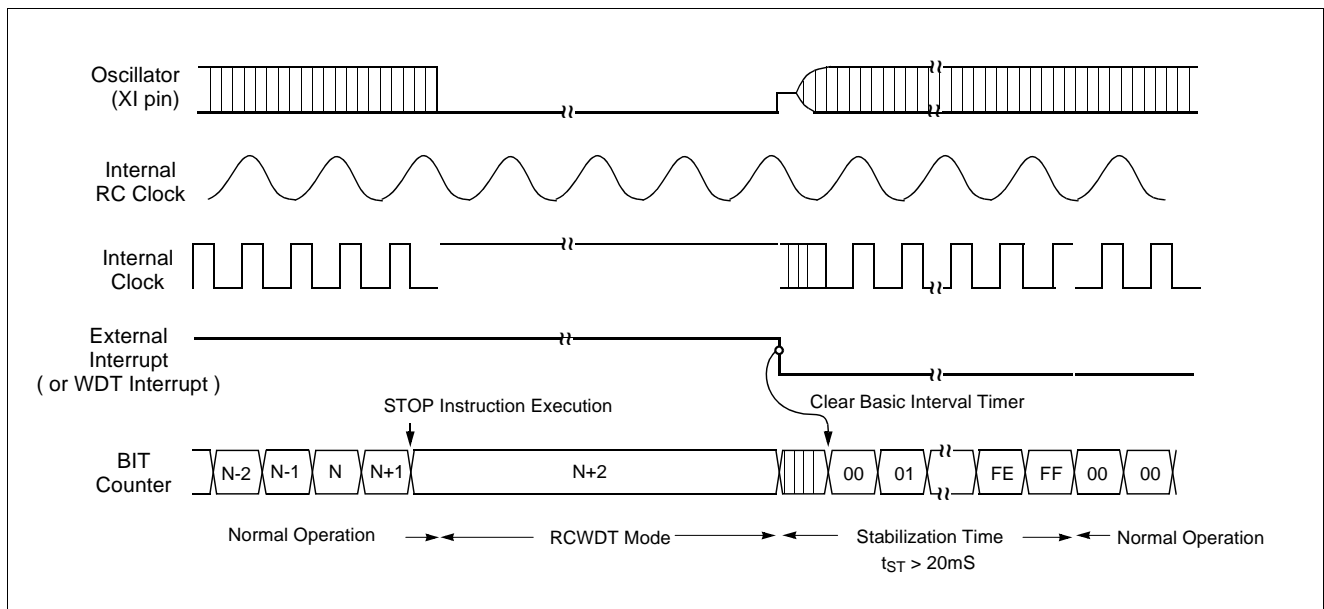 Oscillator
(XI pin)
Internal
RC Clock
Internal
Clock
External
Interrupt
( or WDT Interrupt )
STOP Instruction Execution
Clear Basic Interval Timer
BIT
Counter
N-2 N-1 N N+1 N+2 00 01 FE FF 00 00
Normal Operation RCWDT Mode Stabilization Time Normal Operation
tST > 20mS